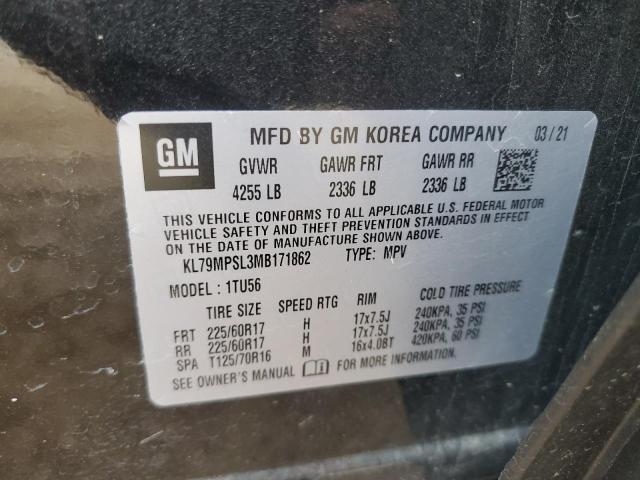 GM
MFD BY GM KOREA COMPANY 03/21
GVWR GAWR FRT GAWR RR
4255 LB 2336 LB 2336 LB
THIS VEHICLE CONFORMS TO ALL APPLICABLE U.S. FEDERAL MOTOR
VEHICLE SAFETY AND THEFT PREVENTION STANDARDS IN EFFECT
ON THE DATE OF MANUFACTURE SHOWN ABOVE.
KL79MPSL3MB171862 TYPE: MPV
MODEL : 1TU56
TIRE SIZE SPEED RTG RIM COLD TIRE PRESSURE
FRT 225/60R17 H 17x7.5J 240KPA, 35 PSI
RR 225/60R17 H 17x7.5J 240KPA, 35 PSI
SPA T125/70R16 M 16x4.0BT 420KPA, 60 PSI
SEE OWNER'S MANUAL FOR MORE INFORMATION